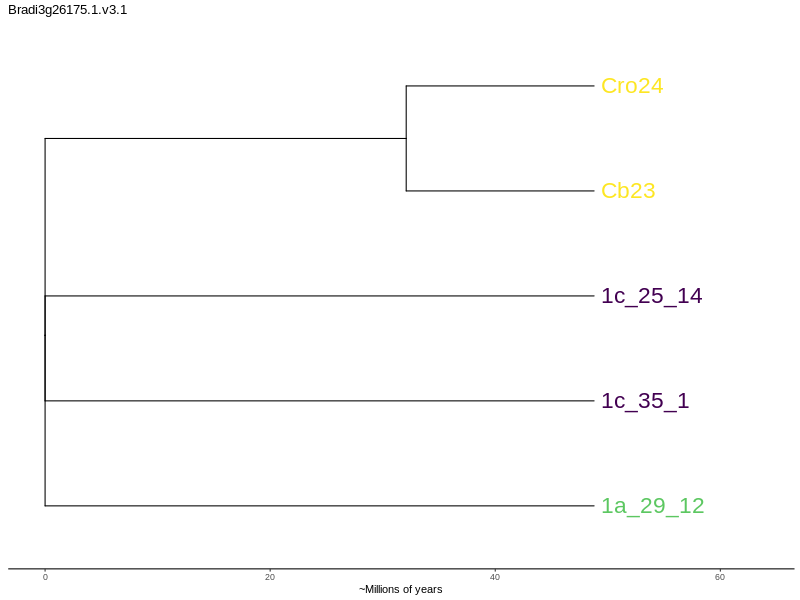 Bradi3g26175.1.v3.1
Cro24
Cb23
1c_25_14
1c_35_1
1a_29_12
0 20 40 60
~Millions of years